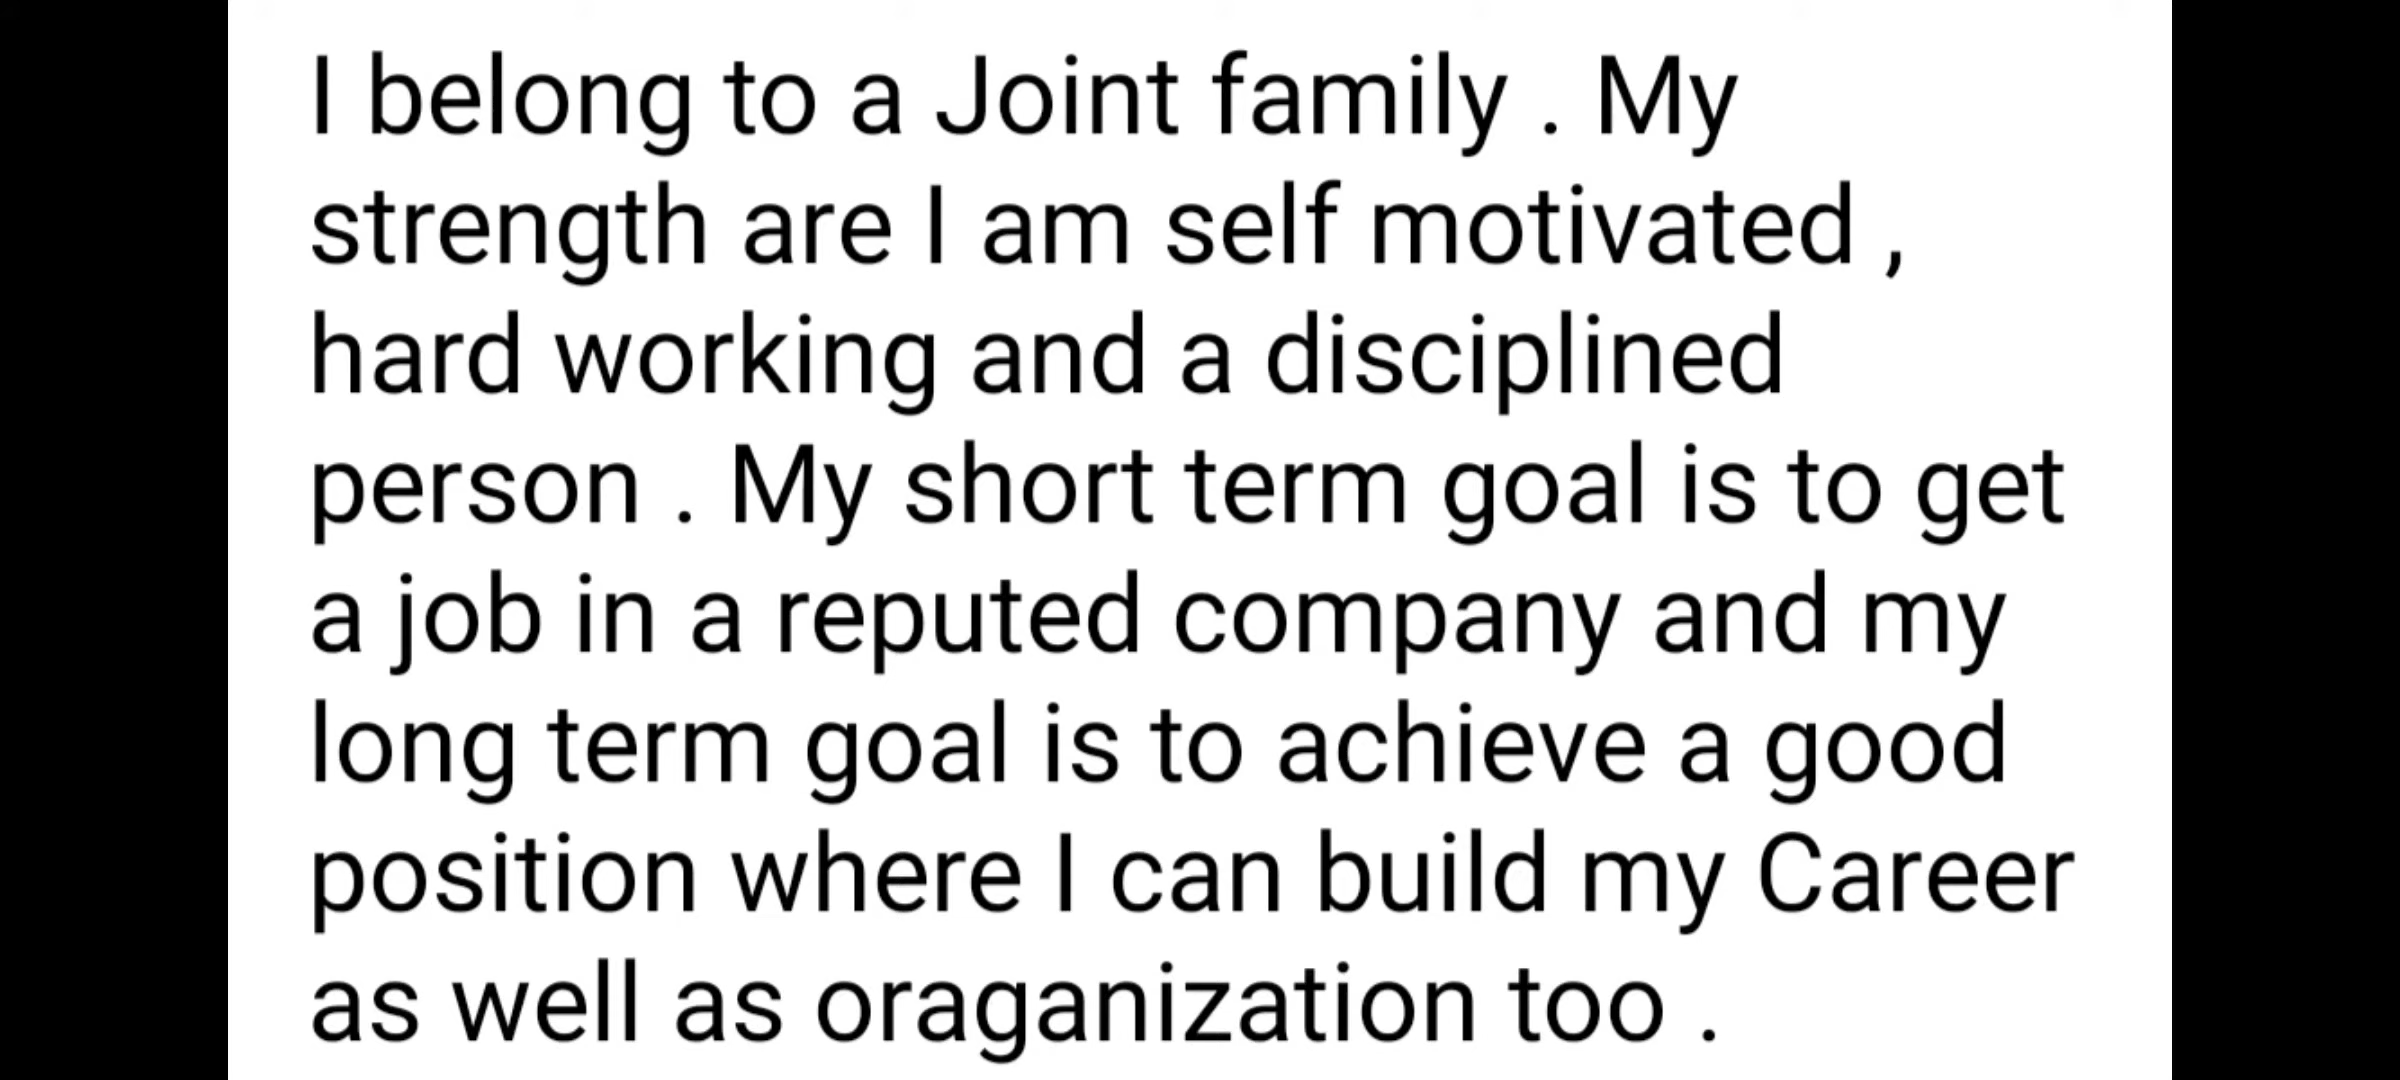 I belong to a Joint family . My
strength are I am self motivated ,
hard working and a disciplined
person . My short term goal is to get
a job in a reputed company and my
long term goal is to achieve a good
position where I can build my Career
as well as oraganization too .